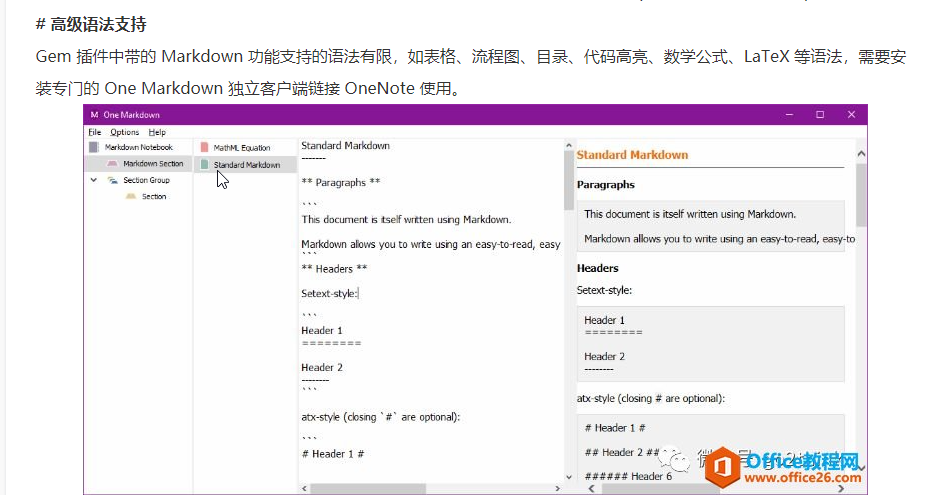 # 高级语法支持
Gem 插件中带的 Markdown 功能支持的语法有限，如表格、流程图、目录、代码高亮、数学公式、LaTeX 等语法，需要安
装专门的 One Markdown 独立客户端链接 OneNote 使用。
One Markdown
File Options Help
Markdown Notebook
Markdown Section
Section Group
Section
MathML Equation
Standard Markdown
Standard Markdown
-------
** Paragraphs **
```
This document is itself written using Markdown.
Markdown allows you to write using an easy-to-read, easy
```
** Headers **
Setext-style:
```
Header 1
========
Header 2
--------
```
atx-style (closing `#` are optional):
```
# Header 1 #
Standard Markdown
Paragraphs
This document is itself written using Markdown.
Markdown allows you to write using an easy-to-read, easy-to
Headers
Setext-style:
Header 1
========
Header 2
--------
atx-style (closing # are optional):
# Header 1 #
## Header 2 ##
###### Header 6
Office教程网
www.office26.com